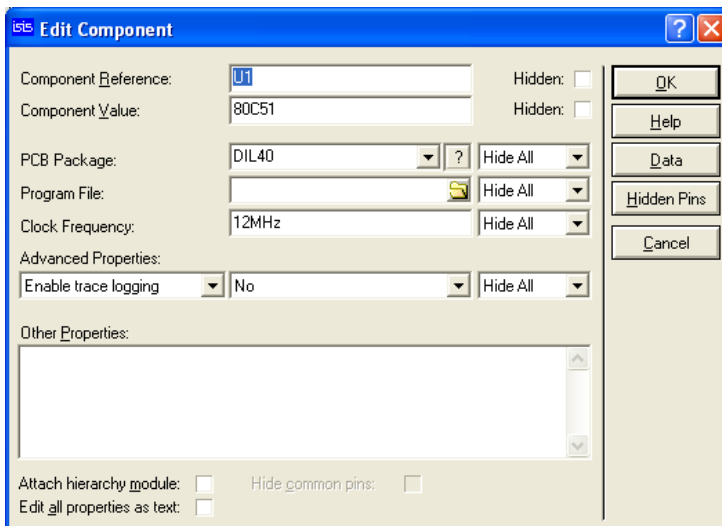 isis Edit Component ?
Component Reference: U1 Hidden: OK
Component Value: 80C51 Hidden:
Help
PCB Package: DIL40 ? Hide All Data
Program File: Hide All
Hidden Pins
Clock Frequency: 12MHz Hide All
Cancel
Advanced Properties:
Enable trace logging No Hide All
Other Properties:
Attach hierarchy module: Hide common pins:
Edit all properties as text: